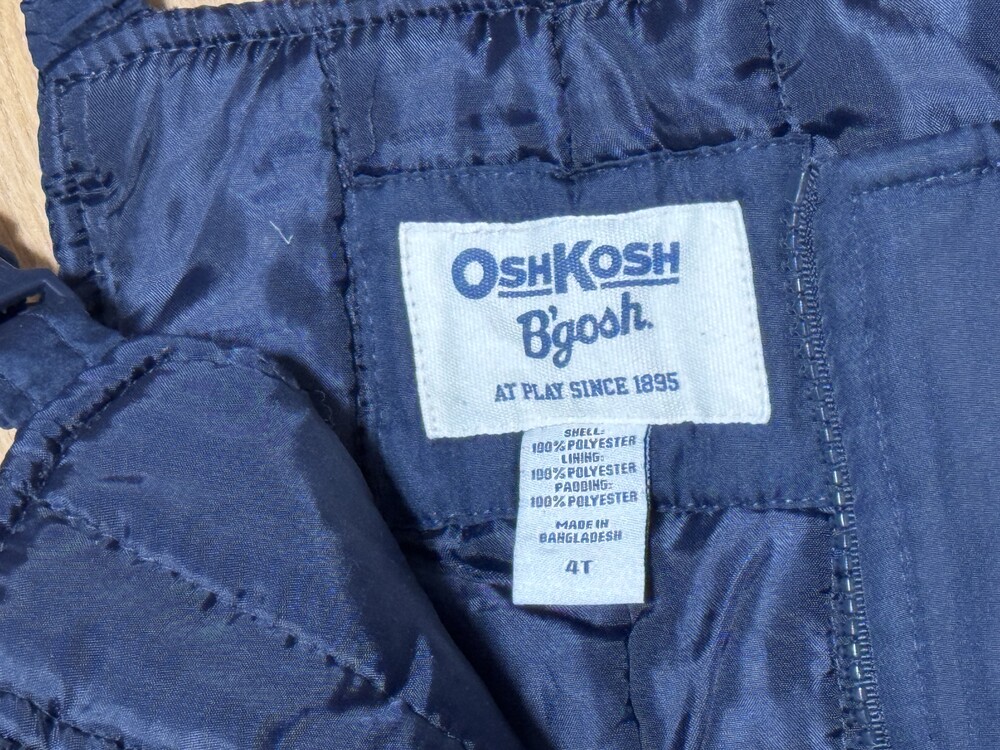 OSHKOSH
B'gosh.
AT PLAY SINCE 1895
SHELL:
100% POLYESTER
LINING:
100% POLYESTER
PADDING:
100% POLYESTER
MADE IN
BANGLADESH
4T